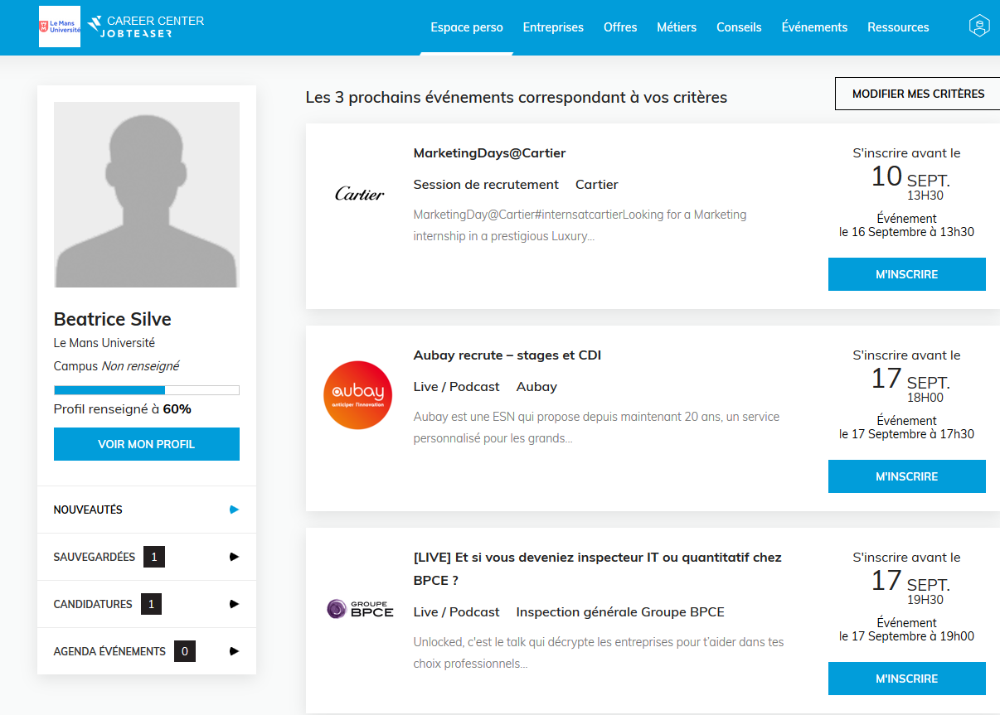 Le Mans
Université
CAREER CENTER
JOBTEASER
Espace perso
Entreprises
Offres
Métiers
Conseils
Événements
Ressources
Beatrice Silve
Le Mans Université
Campus Non renseigné
Profil renseigné à 60%
VOIR MON PROFIL
NOUVEAUTÉS
SAUVEGARDÉES 1
CANDIDATURES 1
AGENDA ÉVÉNEMENTS 0
Les 3 prochains événements correspondant à vos critères
MODIFIER MES CRITÈRES
Cartier
MarketingDays@Cartier
Session de recrutement Cartier
MarketingDay@Cartier#internsatcartierLooking for a Marketing
internship in a prestigious Luxury...
S'inscrire avant le
10 SEPT.
13H30
Événement
le 16 Septembre à 13h30
M'INSCRIRE
aubay
anticiper l'innovation
Aubay recrute – stages et CDI
Live / Podcast Aubay
Aubay est une ESN qui propose depuis maintenant 20 ans, un service
personnalisé pour les grands...
S'inscrire avant le
17 SEPT.
18H00
Événement
le 17 Septembre à 17h30
M'INSCRIRE
GROUPE
BPCE
[LIVE] Et si vous deveniez inspecteur IT ou quantitatif chez
BPCE ?
Live / Podcast Inspection générale Groupe BPCE
Unlocked, c'est le talk qui décrypte les entreprises pour t'aider dans tes
choix professionnels...
S'inscrire avant le
17 SEPT.
19H30
Événement
le 17 Septembre à 19h00
M'INSCRIRE